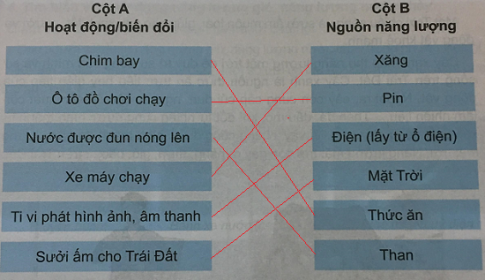 Cột A
Hoạt động/biến đổi
Cột B
Nguồn năng lượng
Chim bay
Xăng
Ô tô đồ chơi chạy
Pin
Nước được đun nóng lên
Điện (lấy từ ổ điện)
Xe máy chạy
Mặt Trời
Ti vi phát hình ảnh, âm thanh
Thức ăn
Sưởi ấm cho Trái Đất
Than